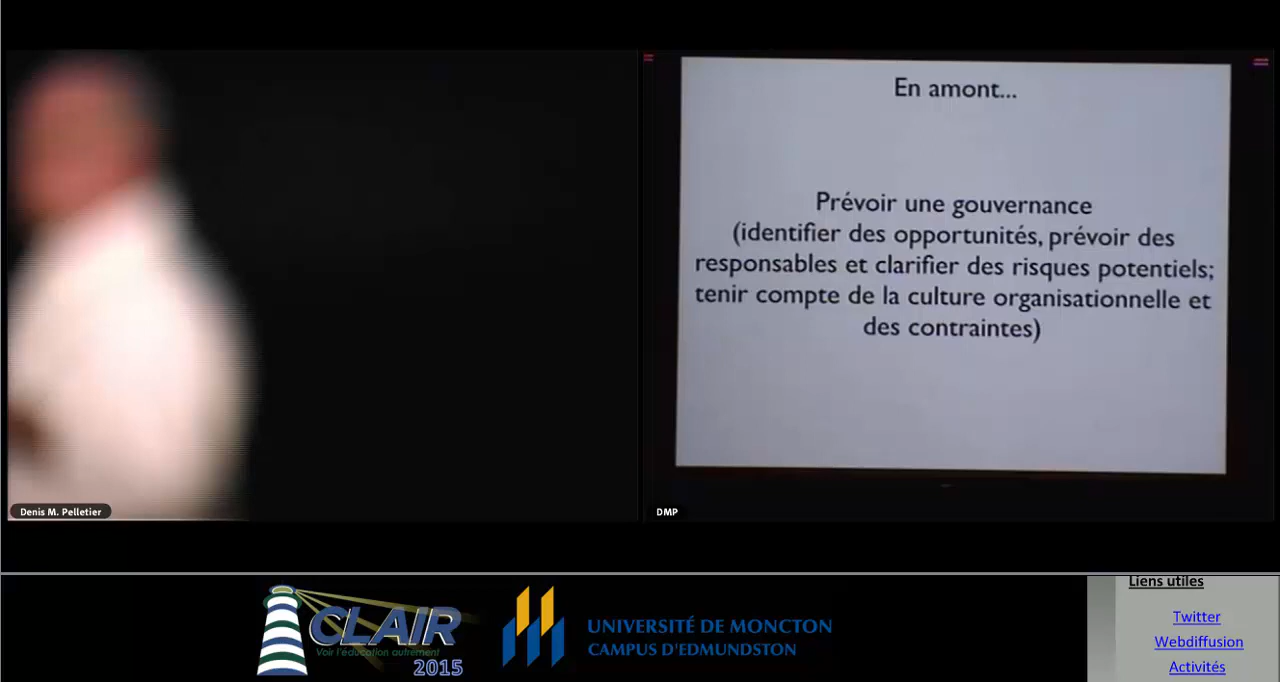 En amont...
Prévoir une gouvernance
(identifier des opportunités, prévoir des
responsables et clarifier des risques potentiels;
tenir compte de la culture organisationnelle et
des contraintes)
Denis M. Pelletier
DMP
CLAIR
Voir l'éducation autrement
2015
UNIVERSITÉ DE MONCTON
CAMPUS D'EDMUNDSTON
Liens utiles
Twitter
Webdiffusion
Activités